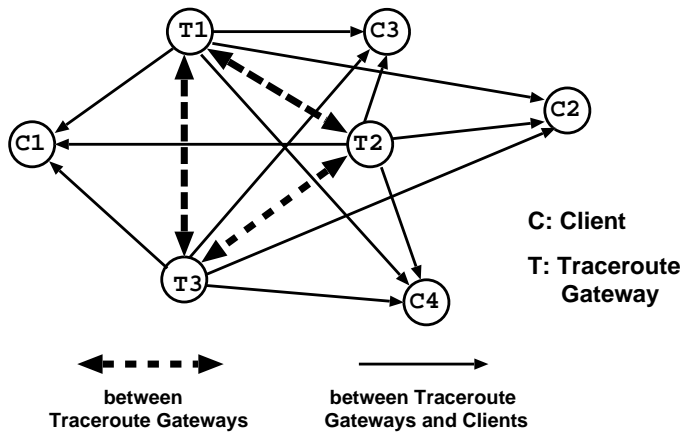 T1
C3
C2
C1
T2
T3
C4
C: Client
T: Traceroute
Gateway
between
Traceroute Gateways
between Traceroute
Gateways and Clients